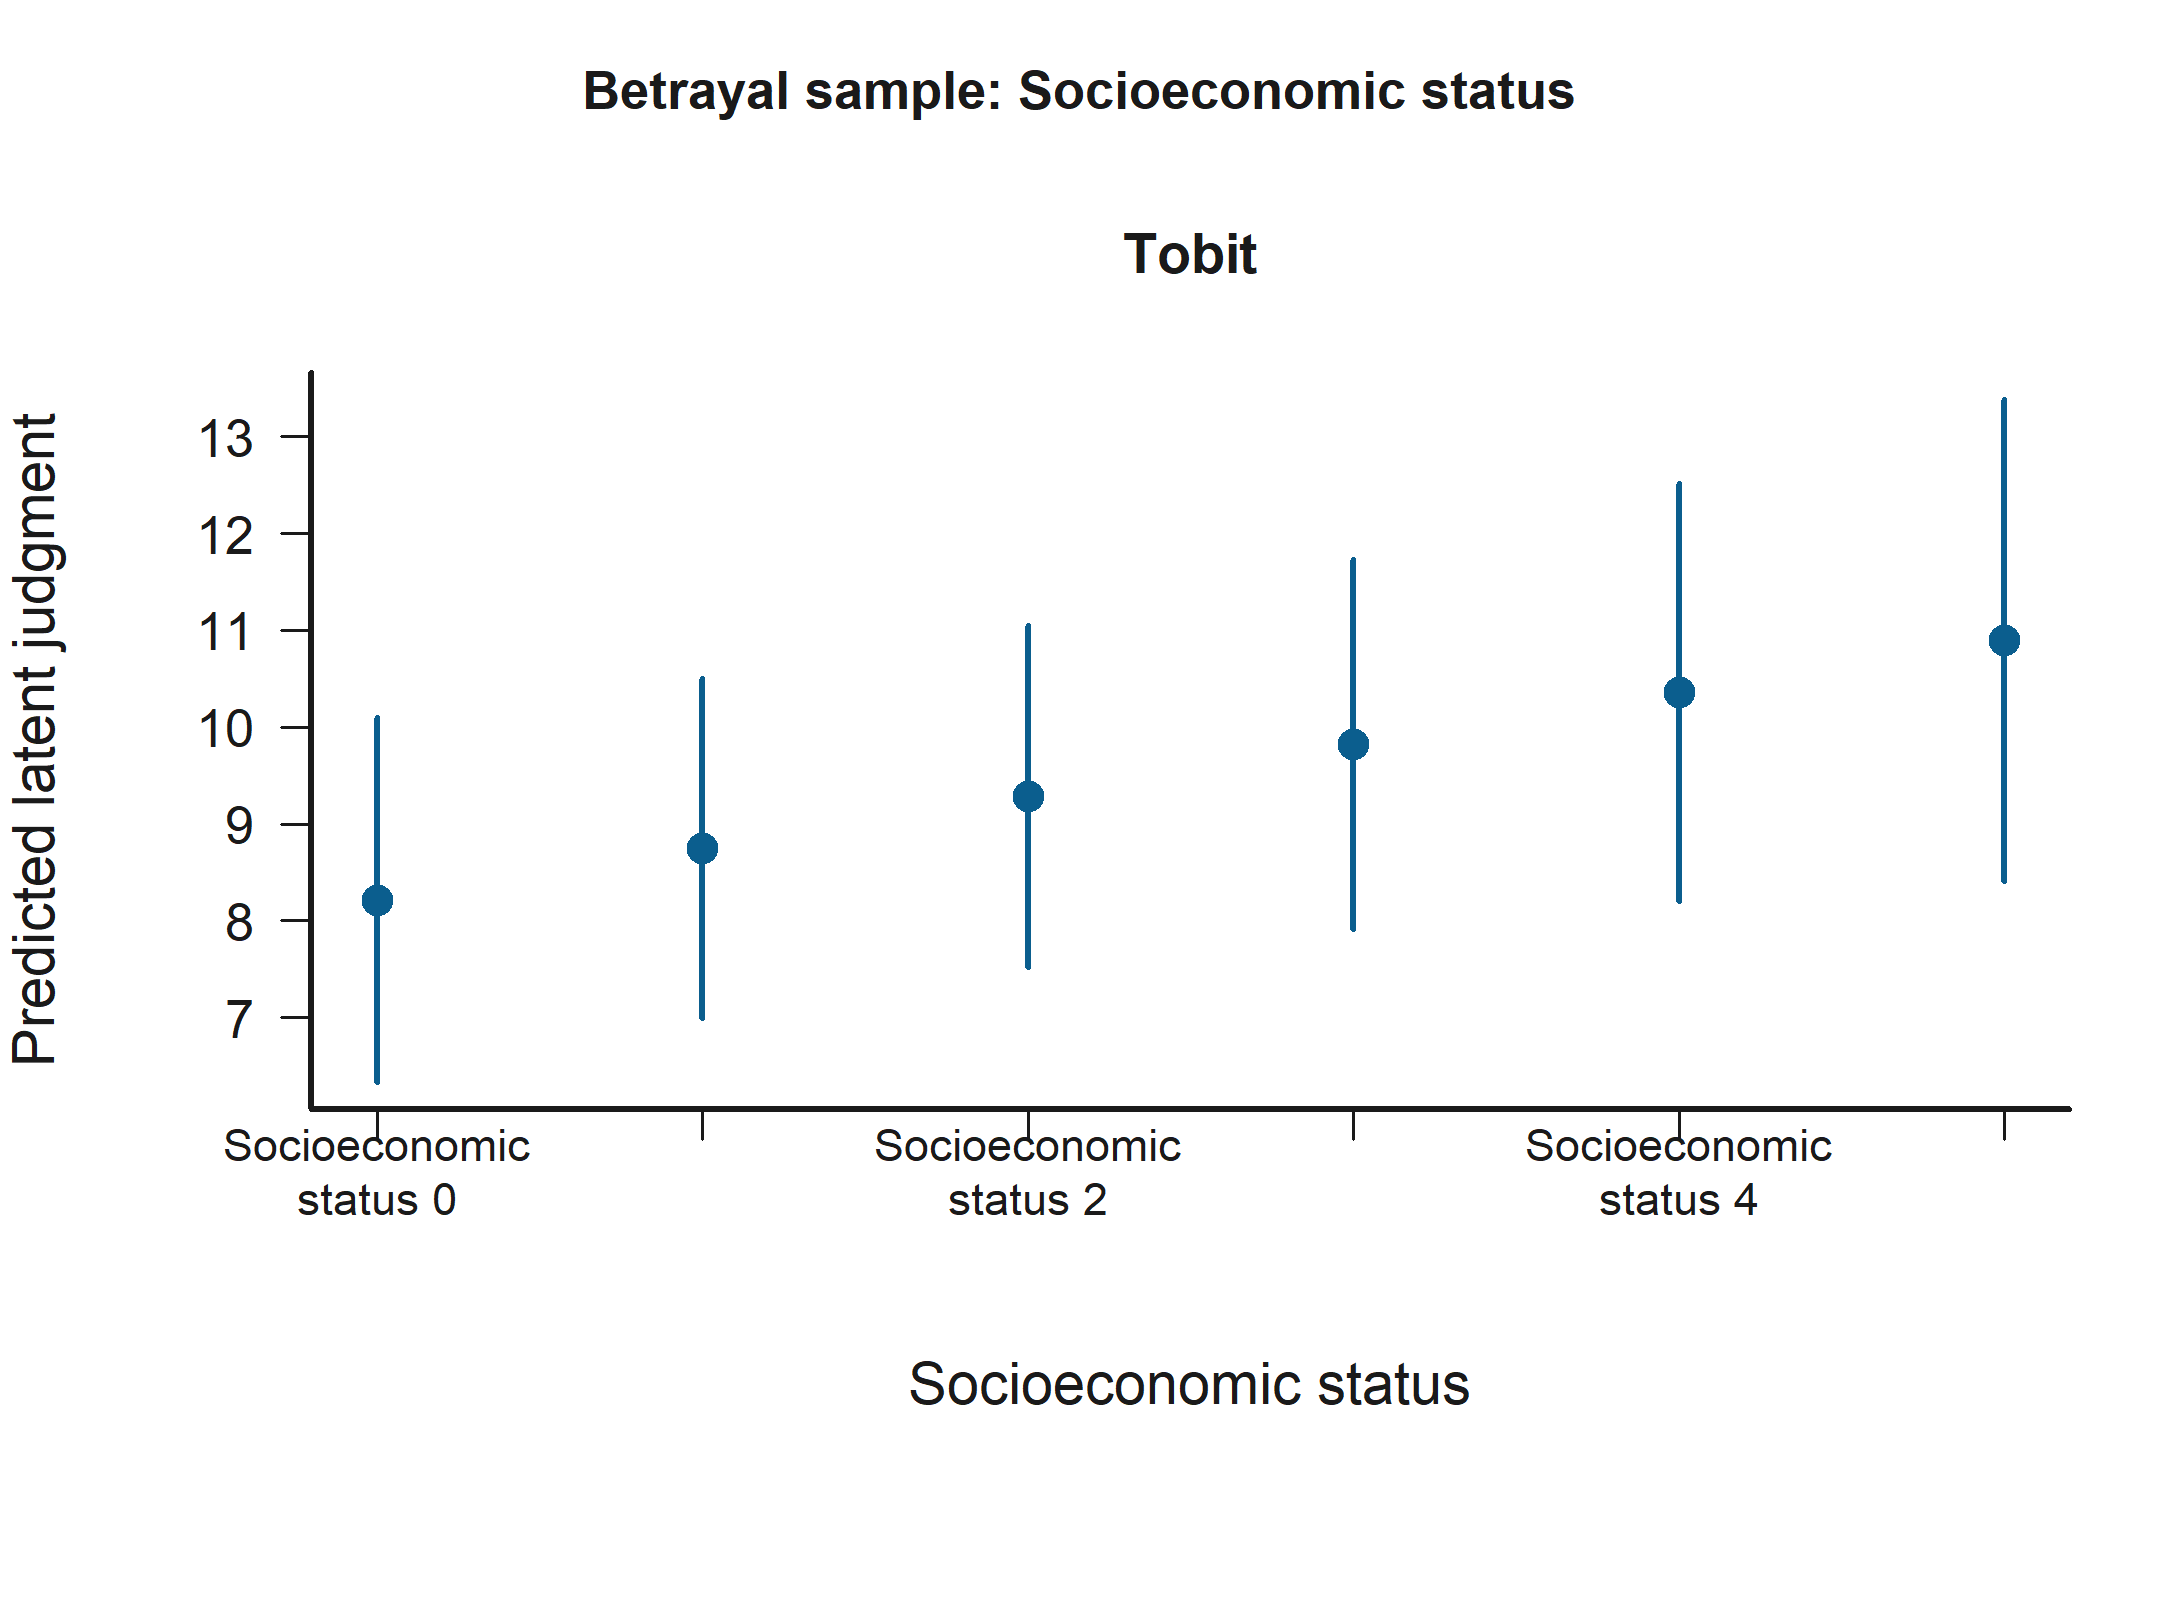 Betrayal sample: Socioeconomic status
Tobit
Predicted latent judgment
13
12
11
10
9
8
7
Socioeconomic
status 0
Socioeconomic
status 2
Socioeconomic
status 4
Socioeconomic status